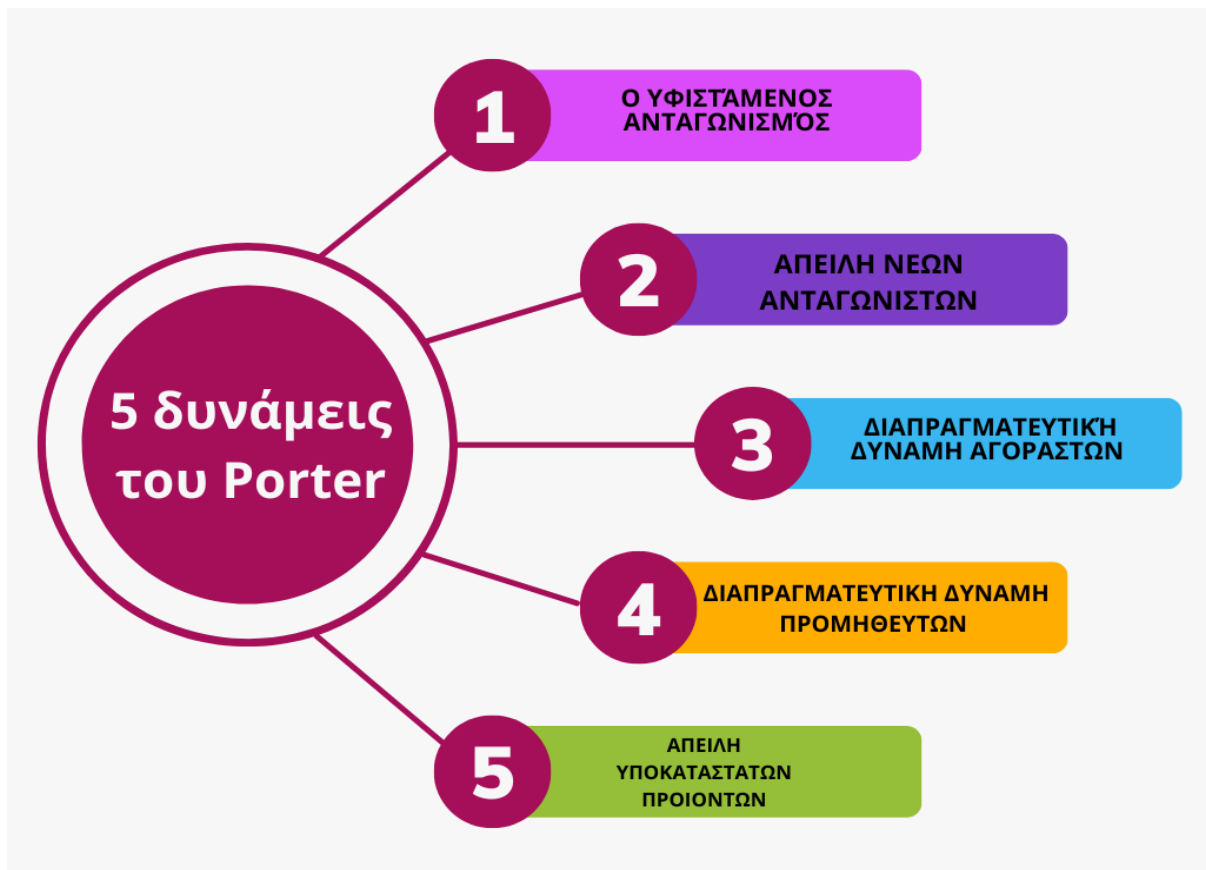 1
Ο ΥΦΙΣΤΆΜΕΝΟΣ
ΑΝΤΑΓΩΝΙΣΜΌΣ
2
ΑΠΕΙΛΗ ΝΕΩΝ
ΑΝΤΑΓΩΝΙΣΤΩΝ
5 δυνάμεις
του Porter
3
ΔΙΑΠΡΑΓΜΑΤΕΥΤΙΚΉ
ΔΥΝΑΜΗ ΑΓΟΡΑΣΤΩΝ
4
ΔΙΑΠΡΑΓΜΑΤΕΥΤΙΚΗ ΔΥΝΑΜΗ
ΠΡΟΜΗΘΕΥΤΩΝ
5
ΑΠΕΙΛΗ
ΥΠΟΚΑΤΑΣΤΑΤΩΝ
ΠΡΟΙΟΝΤΩΝ